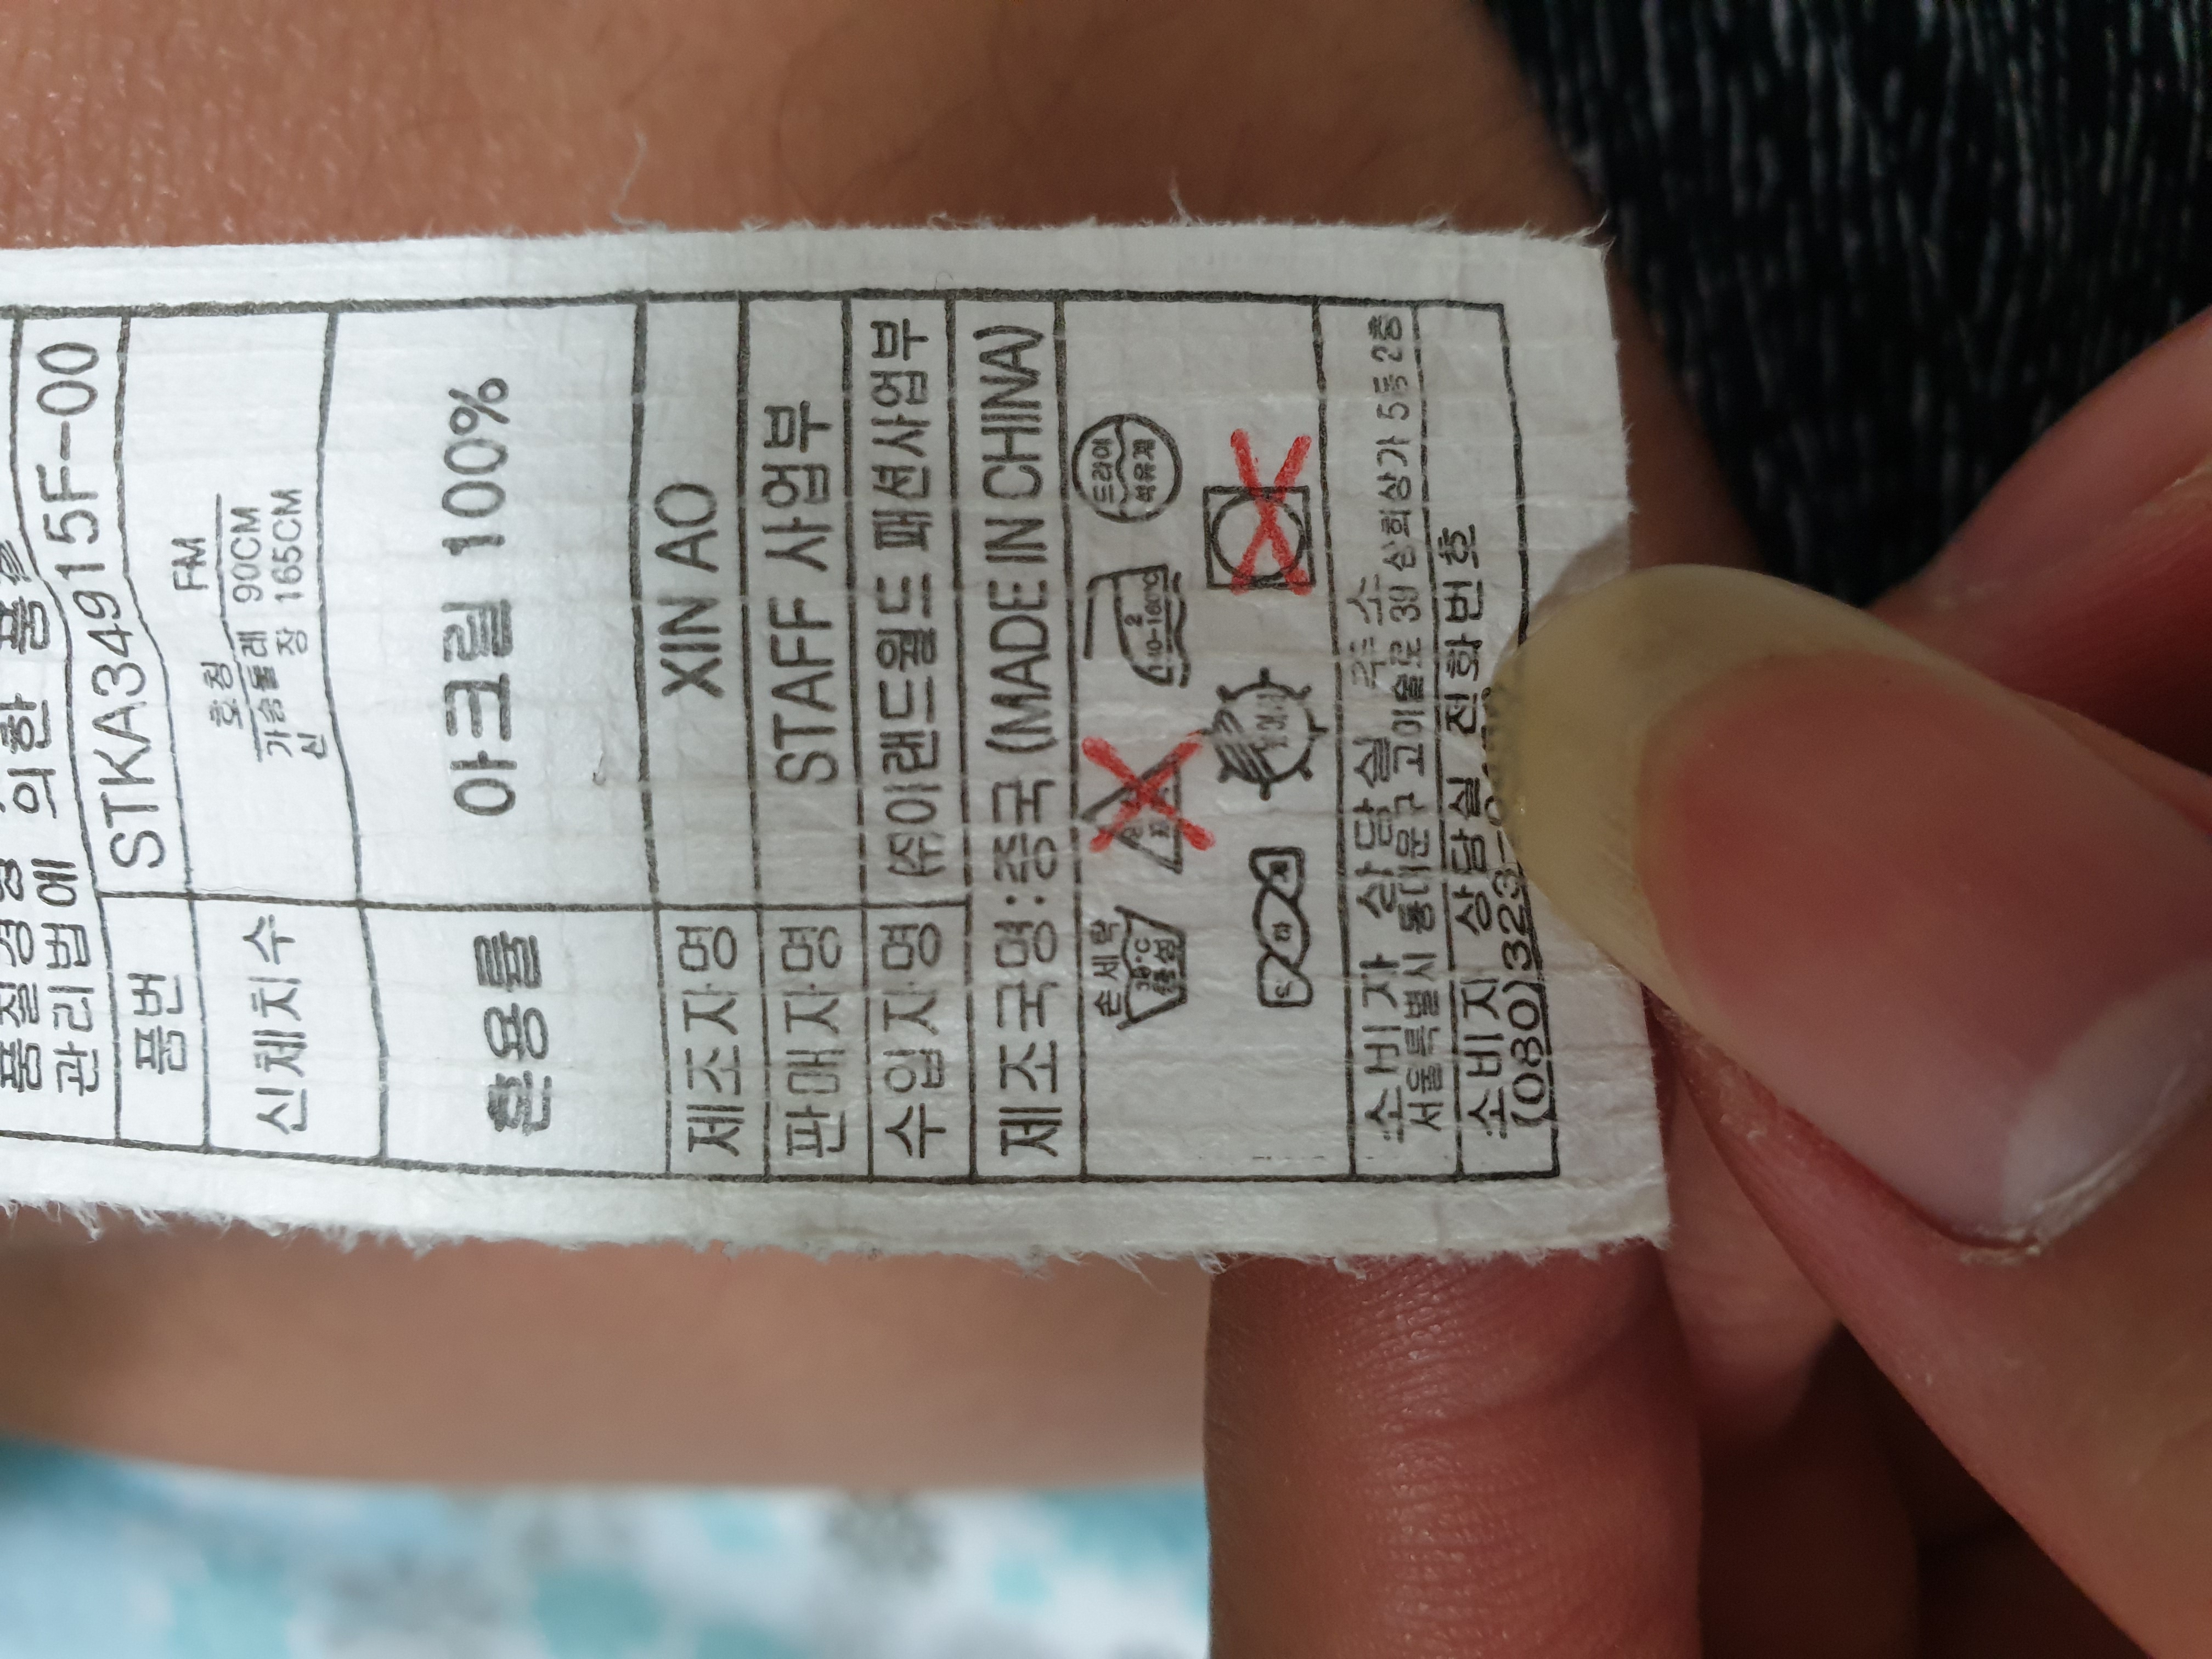 관리법에 의한 품
품번 STKA34915F-00
신체치수
호칭 FM
가슴둘레 90CM
신장 165CM
혼용률 아크릴 100%
제조자명 XIN AO
판매자명 STAFF 사업부
수입자명 ㈜이랜드월드 패션사업부
제조국명:중국 (MADE IN CHINA)
손세탁
30°C
중성
2
140-160°C
드라이
석유계
소비자 상담실 주소
서울특별시 동대문구 고미술로 39 삼희상가 5동 2층
소비자 상담실 전화번호
(080)323-